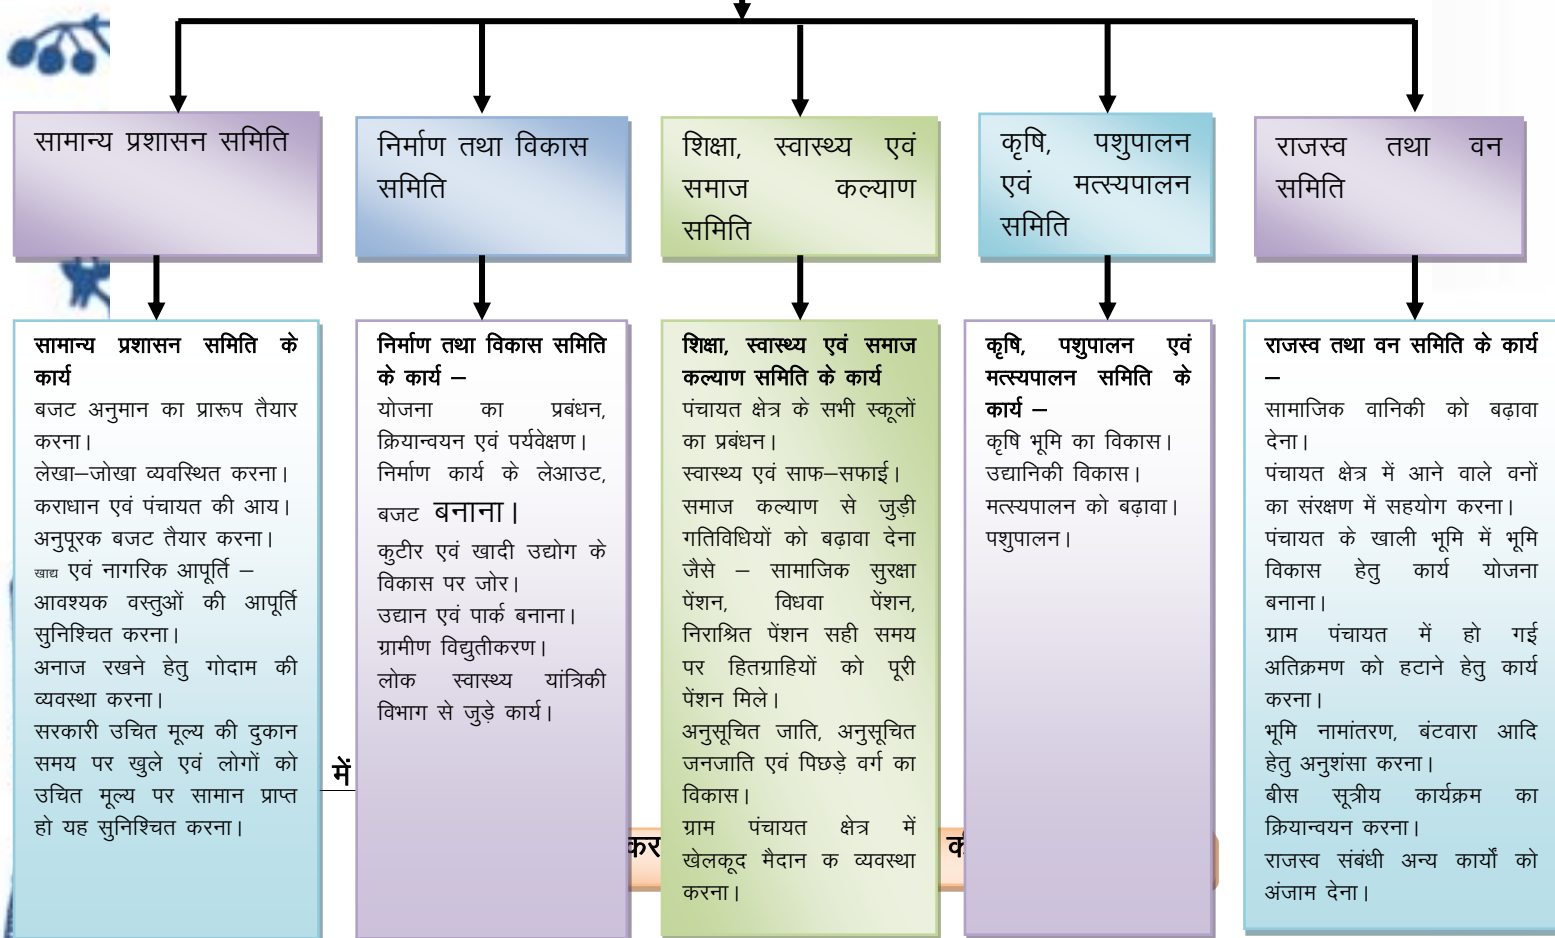 सामान्य प्रशासन समिति
निर्माण तथा विकास
समिति
शिक्षा, स्वास्थ्य एवं
समाज कल्याण
समिति
कृषि, पशुपालन
एवं मत्स्यपालन
समिति
राजस्व तथा वन
समिति
सामान्य प्रशासन समिति के
कार्य
बजट अनुमान का प्रारूप तैयार
करना।
लेखा–जोखा व्यवस्थित करना।
कराधान एवं पंचायत की आय।
अनुपूरक बजट तैयार करना।
खाद्य एवं नागरिक आपूर्ति –
आवश्यक वस्तुओं की आपूर्ति
सुनिश्चित करना।
अनाज रखने हेतु गोदाम की
व्यवस्था करना।
सरकारी उचित मूल्य की दुकान
समय पर खुले एवं लोगों को
उचित मूल्य पर सामान प्राप्त
हो यह सुनिश्चित करना।
में
निर्माण तथा विकास समिति
के कार्य –
योजना का प्रबंधन,
क्रियान्वयन एवं पर्यवेक्षण।
निर्माण कार्य के लेआउट,
बजट बनाना।
कुटीर एवं खादी उद्योग के
विकास पर जोर।
उद्यान एवं पार्क बनाना।
ग्रामीण विद्युतीकरण।
लोक स्वास्थ्य यांत्रिकी
विभाग से जुड़े कार्य।
कर
शिक्षा, स्वास्थ्य एवं समाज
कल्याण समिति के कार्य
पंचायत क्षेत्र के सभी स्कूलों
का प्रबंधन।
स्वास्थ्य एवं साफ–सफाई।
समाज कल्याण से जुड़ी
गतिविधियों को बढ़ावा देना
जैसे – सामाजिक सुरक्षा
पेंशन, विधवा पेंशन,
निराश्रित पेंशन सही समय
पर हितग्राहियों को पूरी
पेंशन मिले।
अनुसूचित जाति, अनुसूचित
जनजाति एवं पिछड़े वर्ग का
विकास।
ग्राम पंचायत क्षेत्र में
खेलकूद मैदान क व्यवस्था
करना।
कृषि, पशुपालन एवं
मत्स्यपालन समिति के
कार्य –
कृषि भूमि का विकास।
उद्यानिकी विकास।
मत्स्यपालन को बढ़ावा।
पशुपालन।
राजस्व तथा वन समिति के कार्य
–
सामाजिक वानिकी को बढ़ावा
देना।
पंचायत क्षेत्र में आने वाले वनों
का संरक्षण में सहयोग करना।
पंचायत के खाली भूमि में भूमि
विकास हेतु कार्य योजना
बनाना।
ग्राम पंचायत में हो गई
अतिक्रमण को हटाने हेतु कार्य
करना।
भूमि नामांतरण, बंटवारा आदि
हेतु अनुशंसा करना।
बीस सूत्रीय कार्यक्रम का
क्रियान्वयन करना।
राजस्व संबंधी अन्य कार्यों को
अंजाम देना।